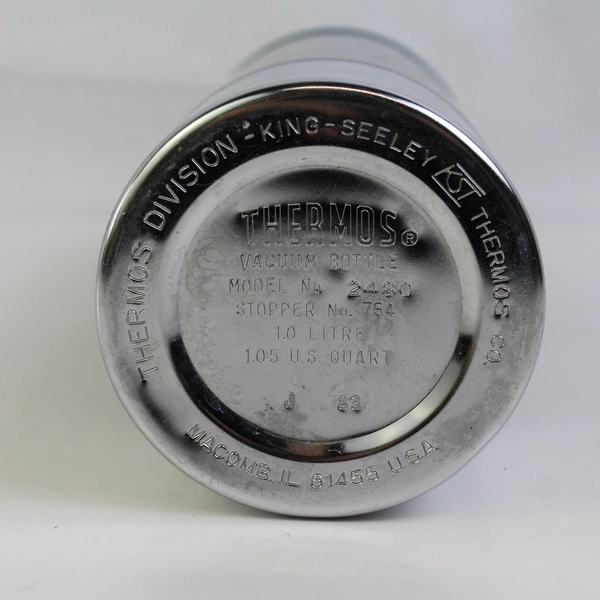 THERMOS DIVISION - KING-SEELEY KST THERMOS CO.
THERMOS®
VACUUM BOTTLE
MODEL No. 2480
STOPPER No. 764
1.0 LITRE
1.05 U.S. QUART
J 83
MACOMB, IL 61455 U.S.A.